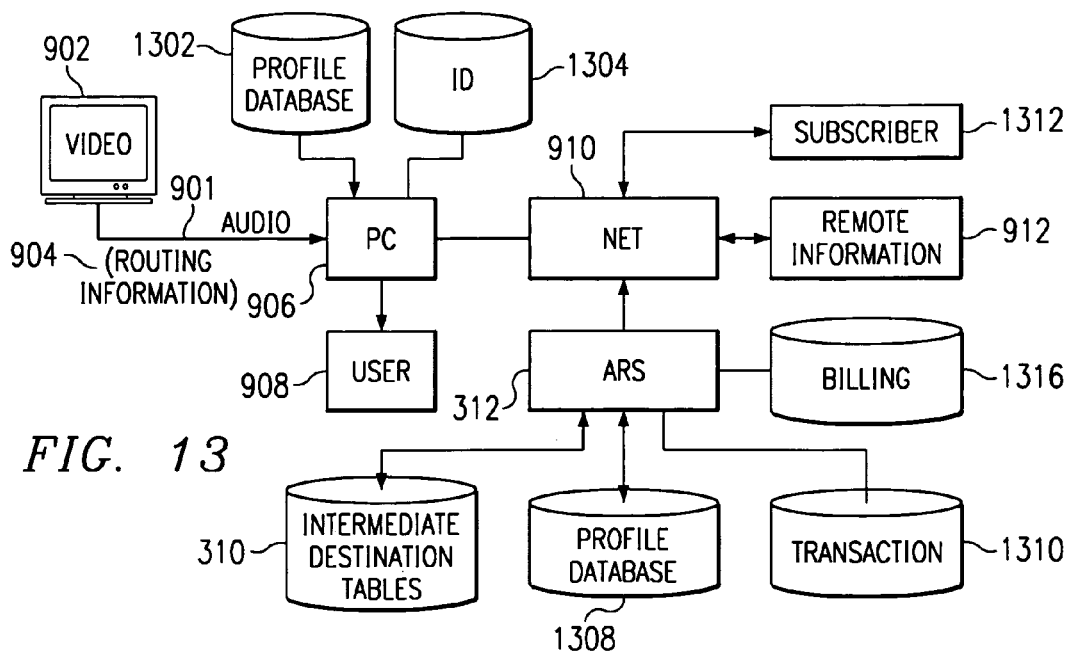 902
VIDEO
1302
PROFILE
DATABASE
ID
1304
901
AUDIO
904
(ROUTING
INFORMATION)
PC
906
910
NET
SUBSCRIBER
1312
REMOTE
INFORMATION
912
USER
908
ARS
312
BILLING
1316
FIG. 13
310
INTERMEDIATE
DESTINATION
TABLES
PROFILE
DATABASE
1308
TRANSACTION
1310